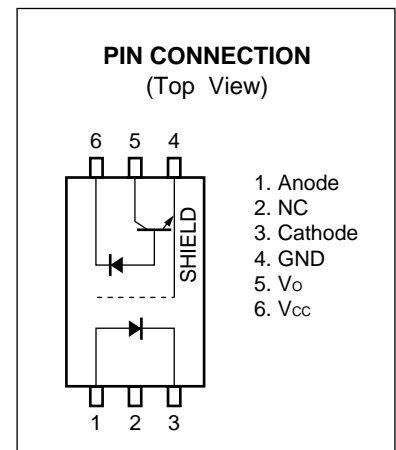 PIN CONNECTION
(Top View)
6 5 4
SHIELD
1 2 3
1. Anode
2. NC
3. Cathode
4. GND
5. VO
6. VCC